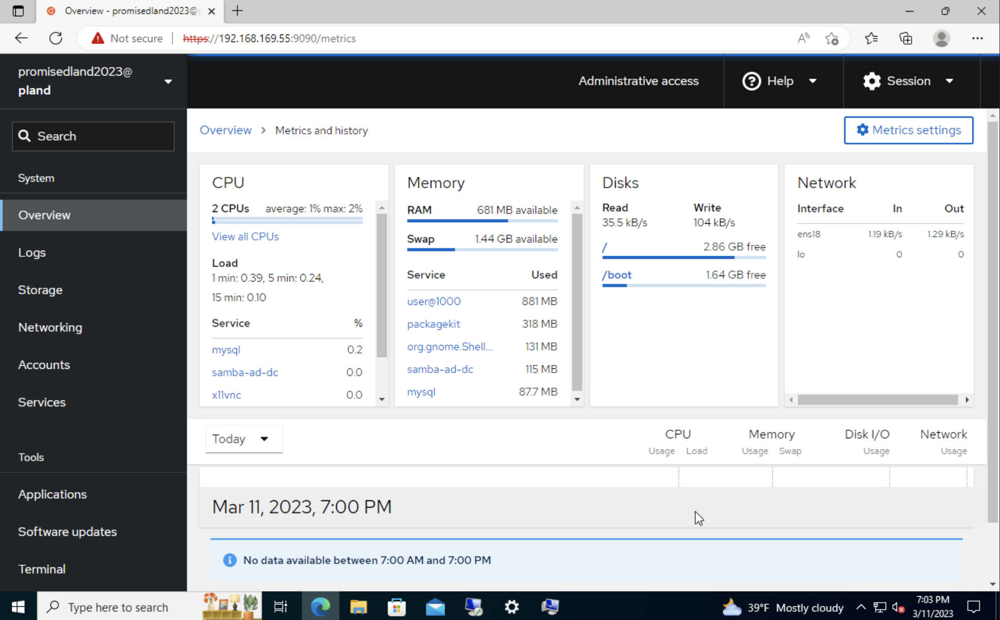 Overview - promisedland2023@
Not secure
https://192.168.169.55:9090/metrics
promisedland2023@
pland
Administrative access
Help
Session
Search
System
Overview
Logs
Storage
Networking
Accounts
Services
Tools
Applications
Software updates
Terminal
Overview > Metrics and history
Metrics settings
CPU
2 CPUs average: 1% max: 2%
View all CPUs
Load
1 min: 0.39, 5 min: 0.24,
15 min: 0.10
Service %
mysql 0.2
samba-ad-dc 0.0
x11vnc 0.0
Memory
RAM 681 MB available
Swap 1.44 GB available
Service Used
user@1000 881 MB
packagekit 318 MB
org.gnome.Shell... 131 MB
samba-ad-dc 115 MB
mysql 87.7 MB
Disks
Read Write
35.5 kB/s 104 kB/s
/ 2.86 GB free
/boot 1.64 GB free
Network
Interface In Out
ens18 1.19 kB/s 1.29 kB/s
lo 0 0
Today
CPU Memory Disk I/O Network
Usage Load Usage Swap Usage Usage
Mar 11, 2023, 7:00 PM
No data available between 7:00 AM and 7:00 PM
Type here to search
39°F Mostly cloudy
7:03 PM
3/11/2023